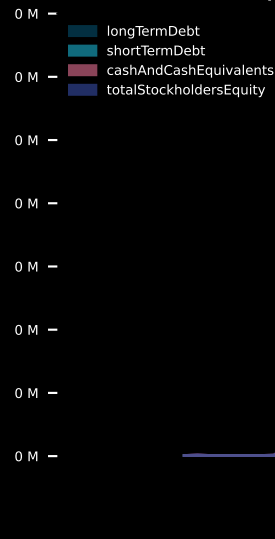 0 M
longTermDebt
shortTermDebt
cashAndCashEquivalents
0 M
totalStockholdersEquity
0 M
0 M
0 M
0 M
0 M
0 M